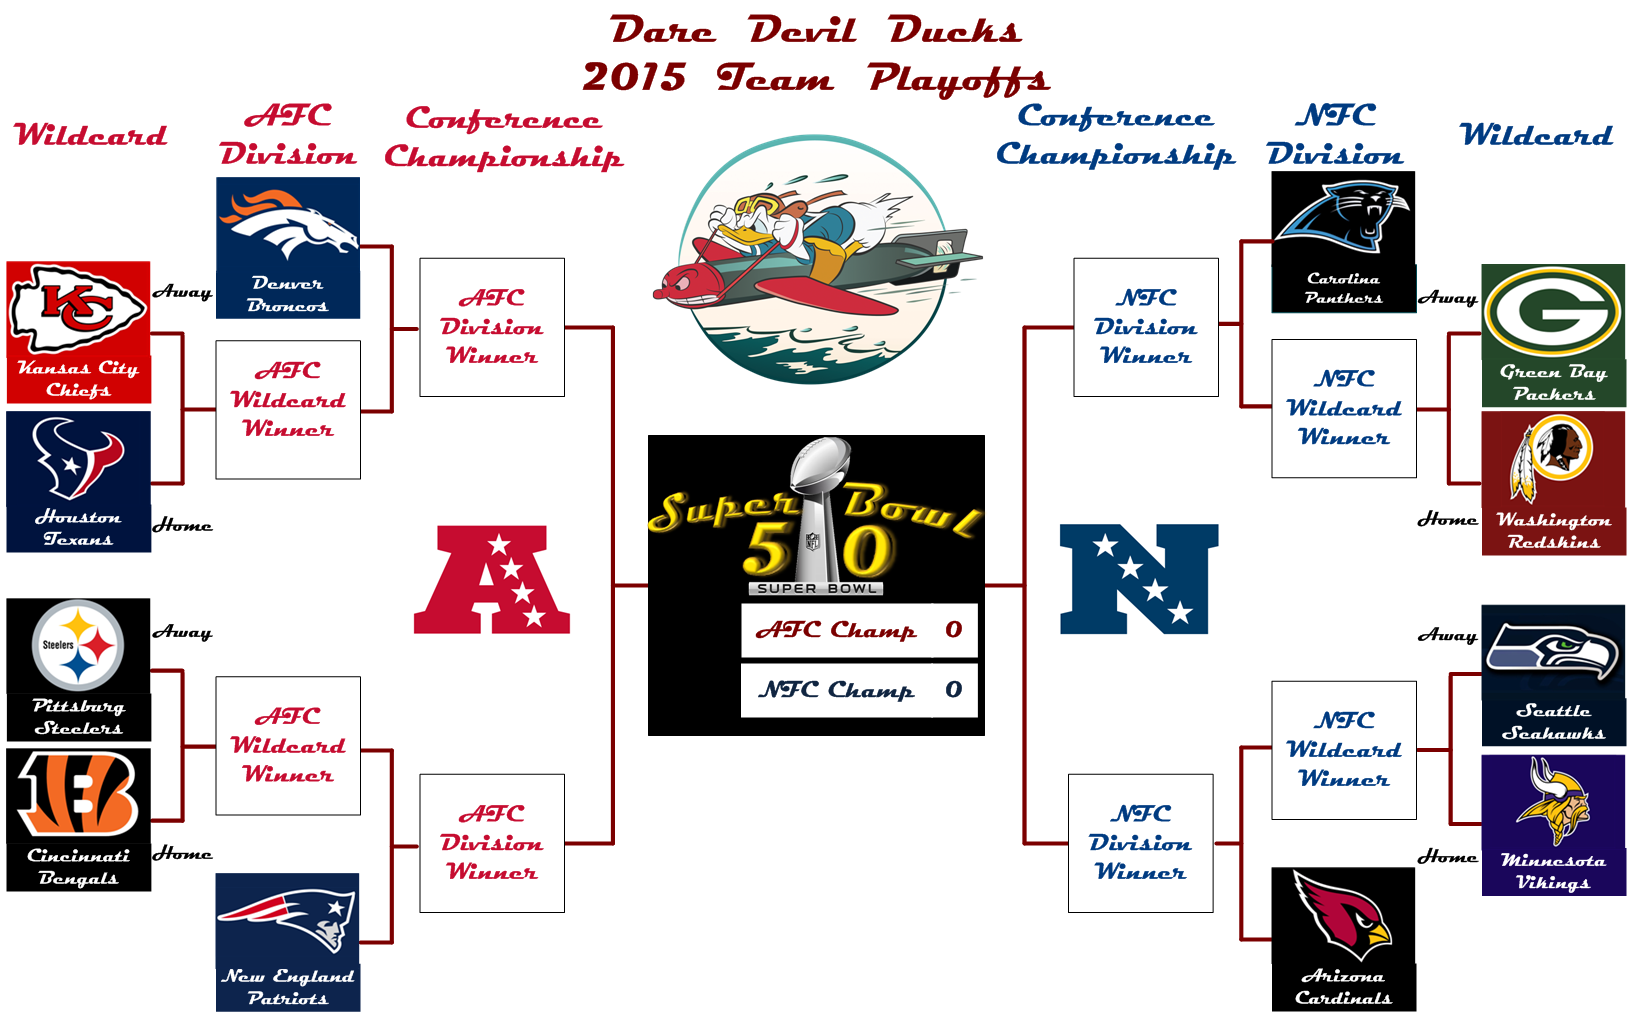 Dare Devil Ducks
2015 Team Playoffs
Wildcard
AFC
Division
Conference
Championship
Conference
Championship
NFC
Division
Wildcard
Denver
Broncos
Carolina
Panthers
Away
KC
Kansas City
Chiefs
Houston
Texans
Home
AFC
Wildcard
Winner
AFC
Division
Winner
NFC
Division
Winner
NFC
Wildcard
Winner
Away
G
Green Bay
Packers
Washington
Redskins
Home
A
Super Bowl
50
NFL
SUPER BOWL
AFC Champ 0
NFC Champ 0
N
Steelers
Pittsburg
Steelers
Away
B
Cincinnati
Bengals
Home
AFC
Wildcard
Winner
AFC
Division
Winner
New England
Patriots
NFC
Division
Winner
NFC
Wildcard
Winner
Away
Seattle
Seahawks
Minnesota
Vikings
Home
Arizona
Cardinals